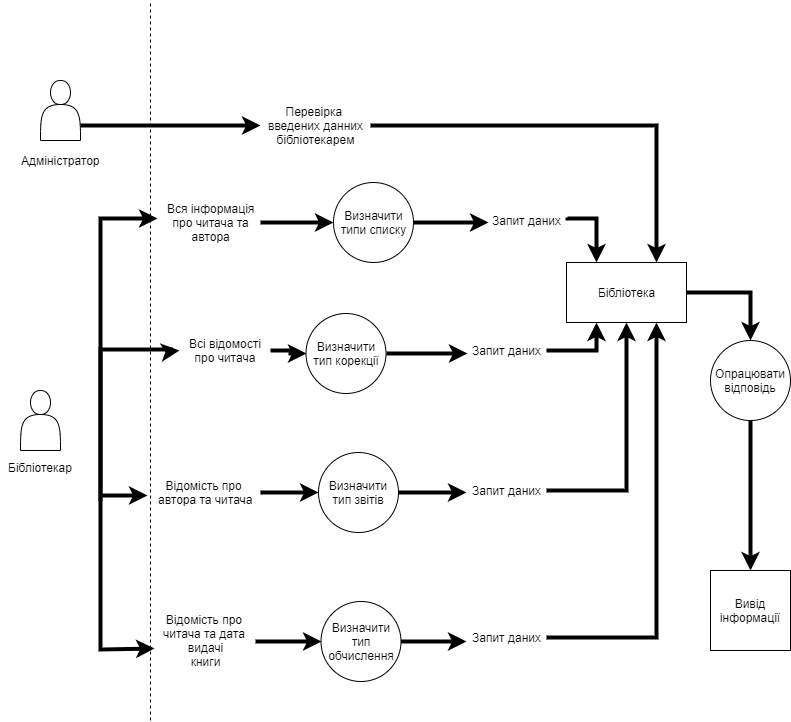 Адміністратор
Перевірка
введених данних
бібліотекарем
Вся інформація
про читача та
автора
Визначити
типи списку
Запит даних
Бібліотека
Всі відомості
про читача
Визначити
тип корекції
Запит даних
Опрацювати
відповідь
Бібліотекар
Відомість про
автора та читача
Визначити
тип звітів
Запит даних
Відомість про
читача та дата
видачі
книги
Визначити
тип
обчислення
Запит даних
Вивід
інформації